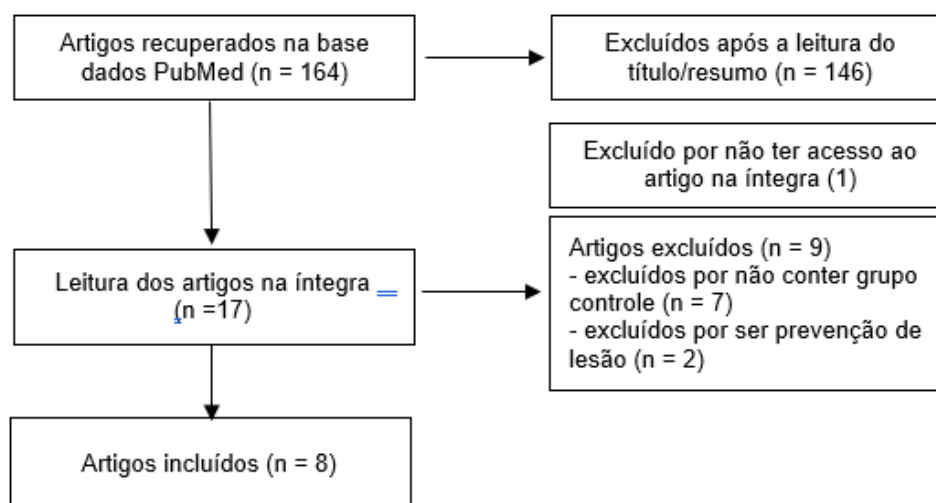 Artigos recuperados na base
dados PubMed (n = 164)
Excluídos após a leitura do
título/resumo (n = 146)
Excluído por não ter acesso ao
artigo na íntegra (1)
Leitura dos artigos na íntegra
(n =17)
Artigos excluídos (n = 9)
- excluídos por não conter grupo
controle (n = 7)
- excluídos por ser prevenção de
lesão (n = 2)
Artigos incluídos (n = 8)